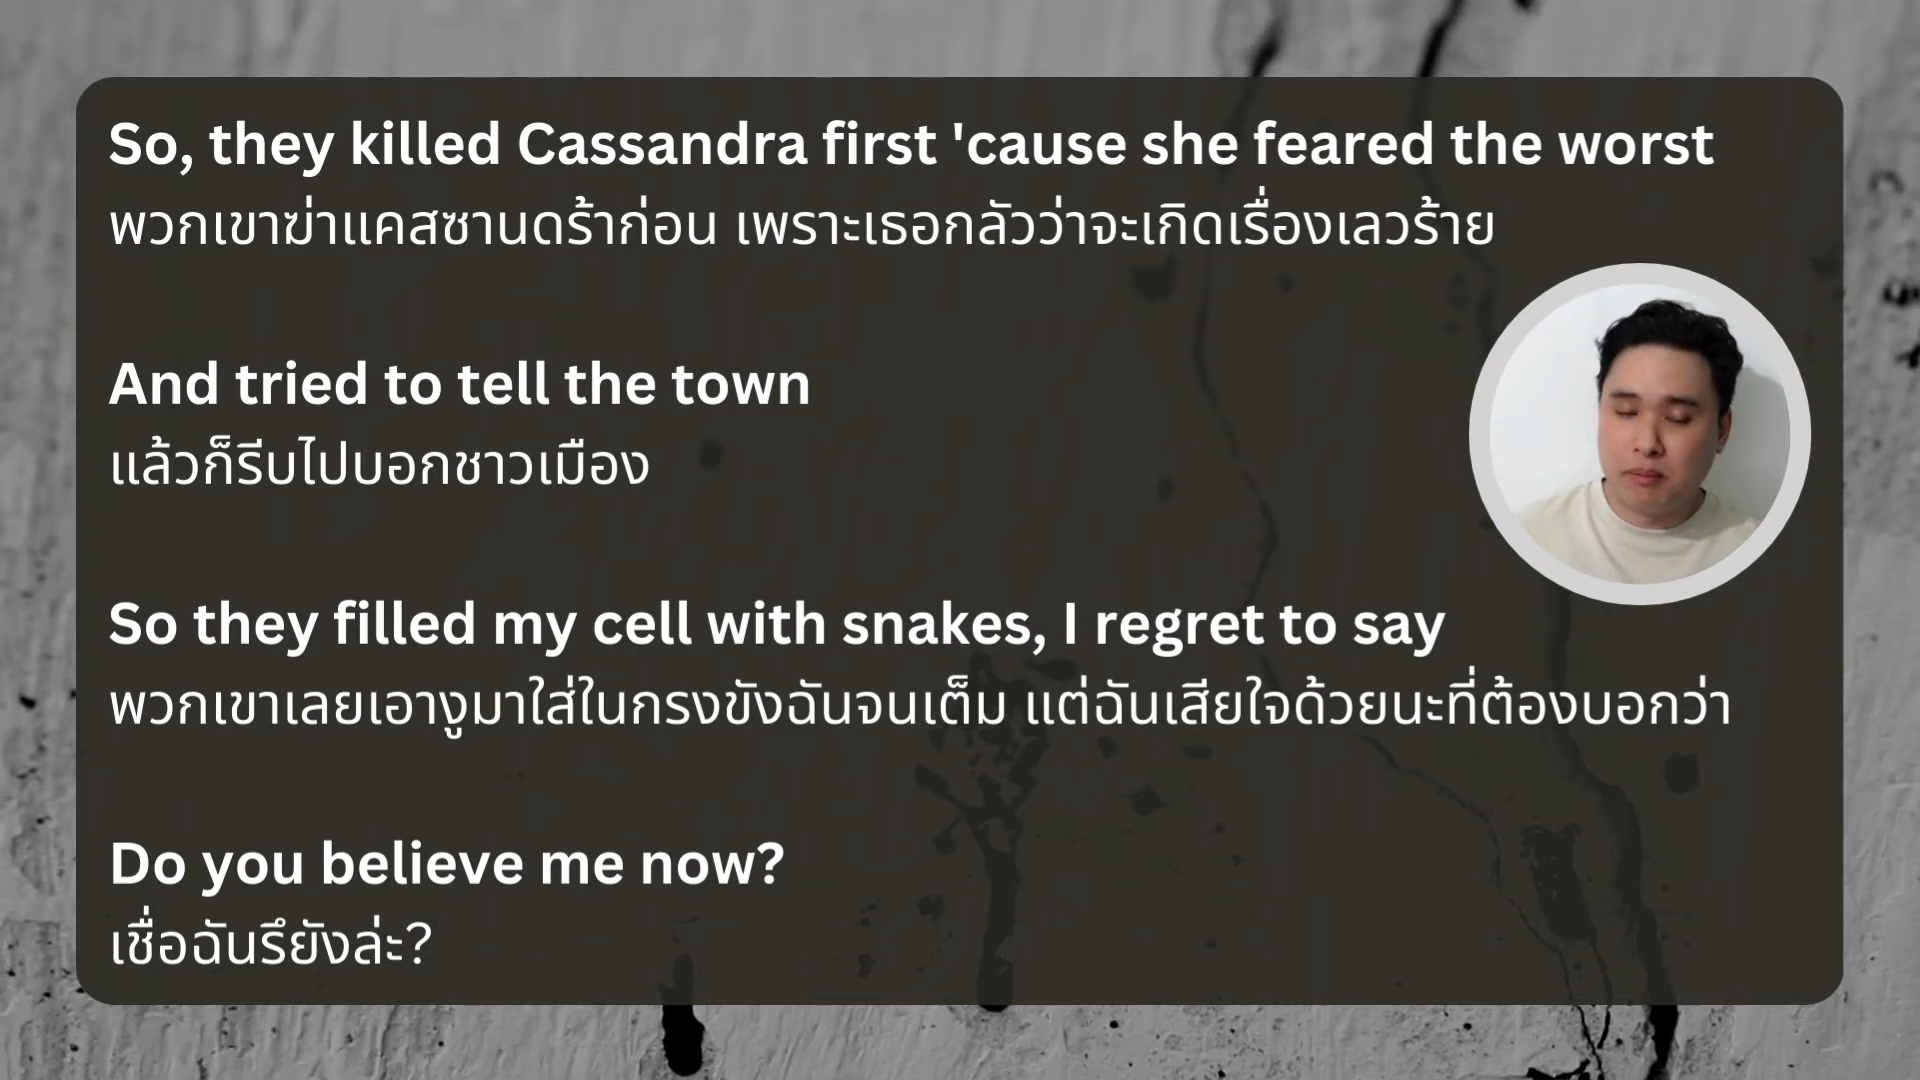 So, they killed Cassandra first 'cause she feared the worst
พวกเขาฆ่าแคสซานดร้าก่อน เพราะเธอกลัวว่าจะเกิดเรื่องเลวร้าย
And tried to tell the town
แล้วก็รีบไปบอกชาวเมือง
So they filled my cell with snakes, I regret to say
พวกเขาเลยเอางูมาใส่ในกรงขังฉันจนเต็ม แต่ฉันเสียใจด้วยนะที่ต้องบอกว่า
Do you believe me now?
เชื่อฉันรึยังล่ะ?